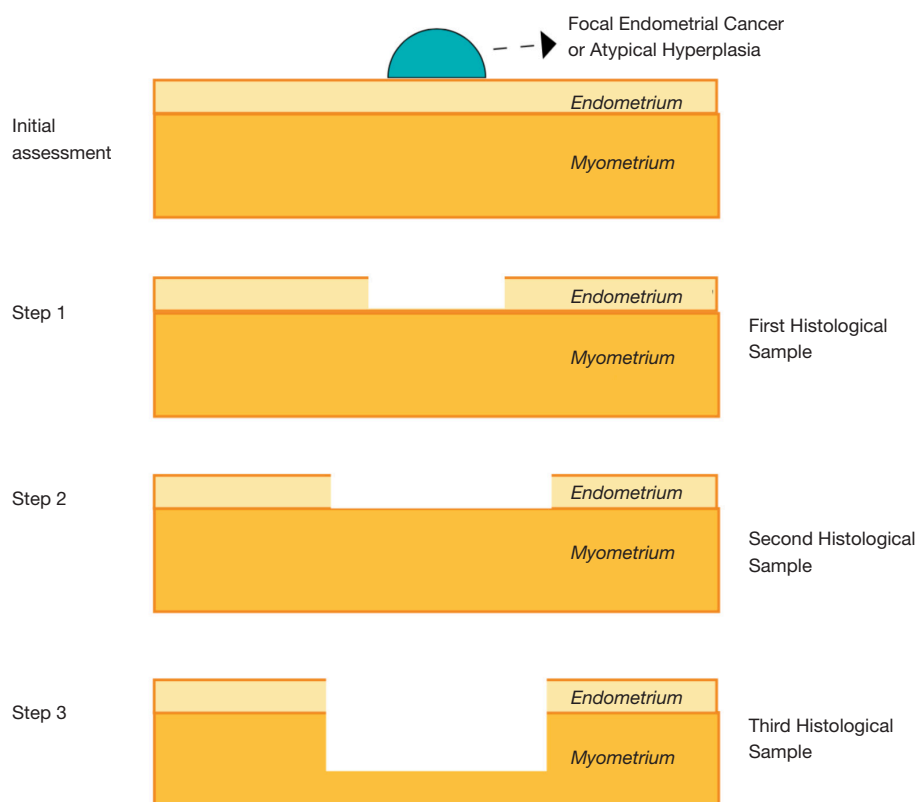 Focal Endometrial Cancer
or Atypical Hyperplasia
Endometrium
Initial
assessment
Myometrium
Endometrium
Step 1
First Histological
Sample
Myometrium
Endometrium
Step 2
Second Histological
Sample
Myometrium
Endometrium
Step 3
Third Histological
Sample
Myometrium